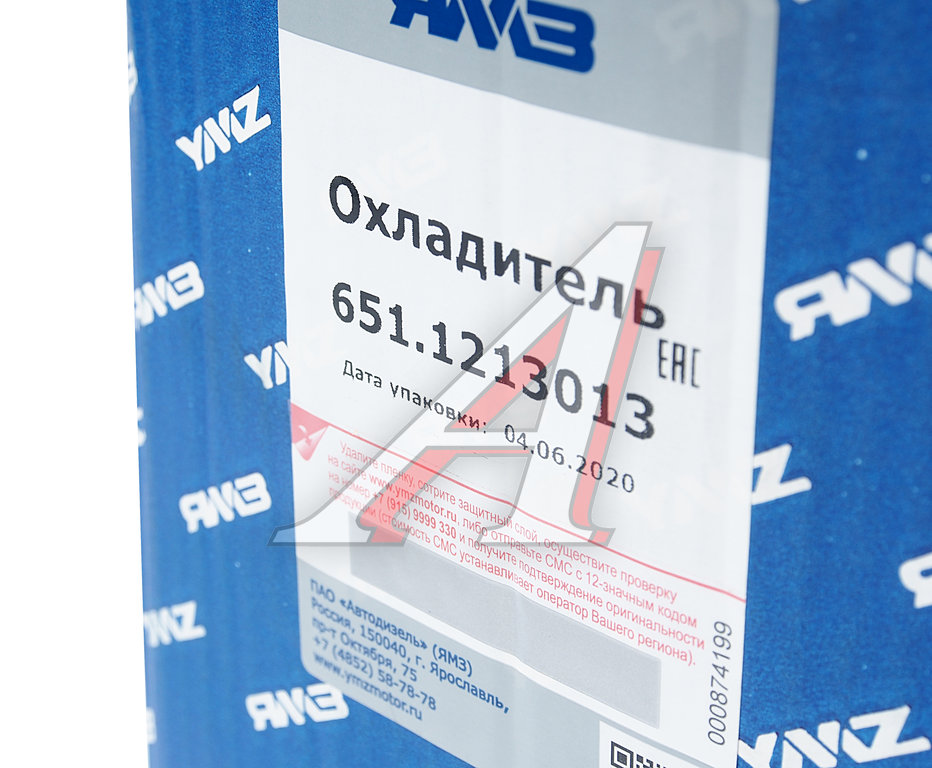 ЯМЗ
YMZ
ЯМЗ
Охладитель
651.1213013
EAC
Дата упаковки: 04.06.2020
Удалите пленку, сотрите защитный слой, осуществите проверку
на сайте www.ymzmotor.ru, либо отправьте СМС с 12-значным кодом
на номер +7 (915) 9999 330 и получите подтверждение оригинальности
продукции (стоимость СМС устанавливает оператор Вашего региона).
ПАО «Автодизель» (ЯМЗ)
Россия, 150040, г. Ярославль,
пр-т Октября, 75
+7 (4852) 58-78-78
www.ymzmotor.ru
000874199
ЯМЗ
YMZ
ЯМЗ
YMZ
ЯМЗ
YMZ